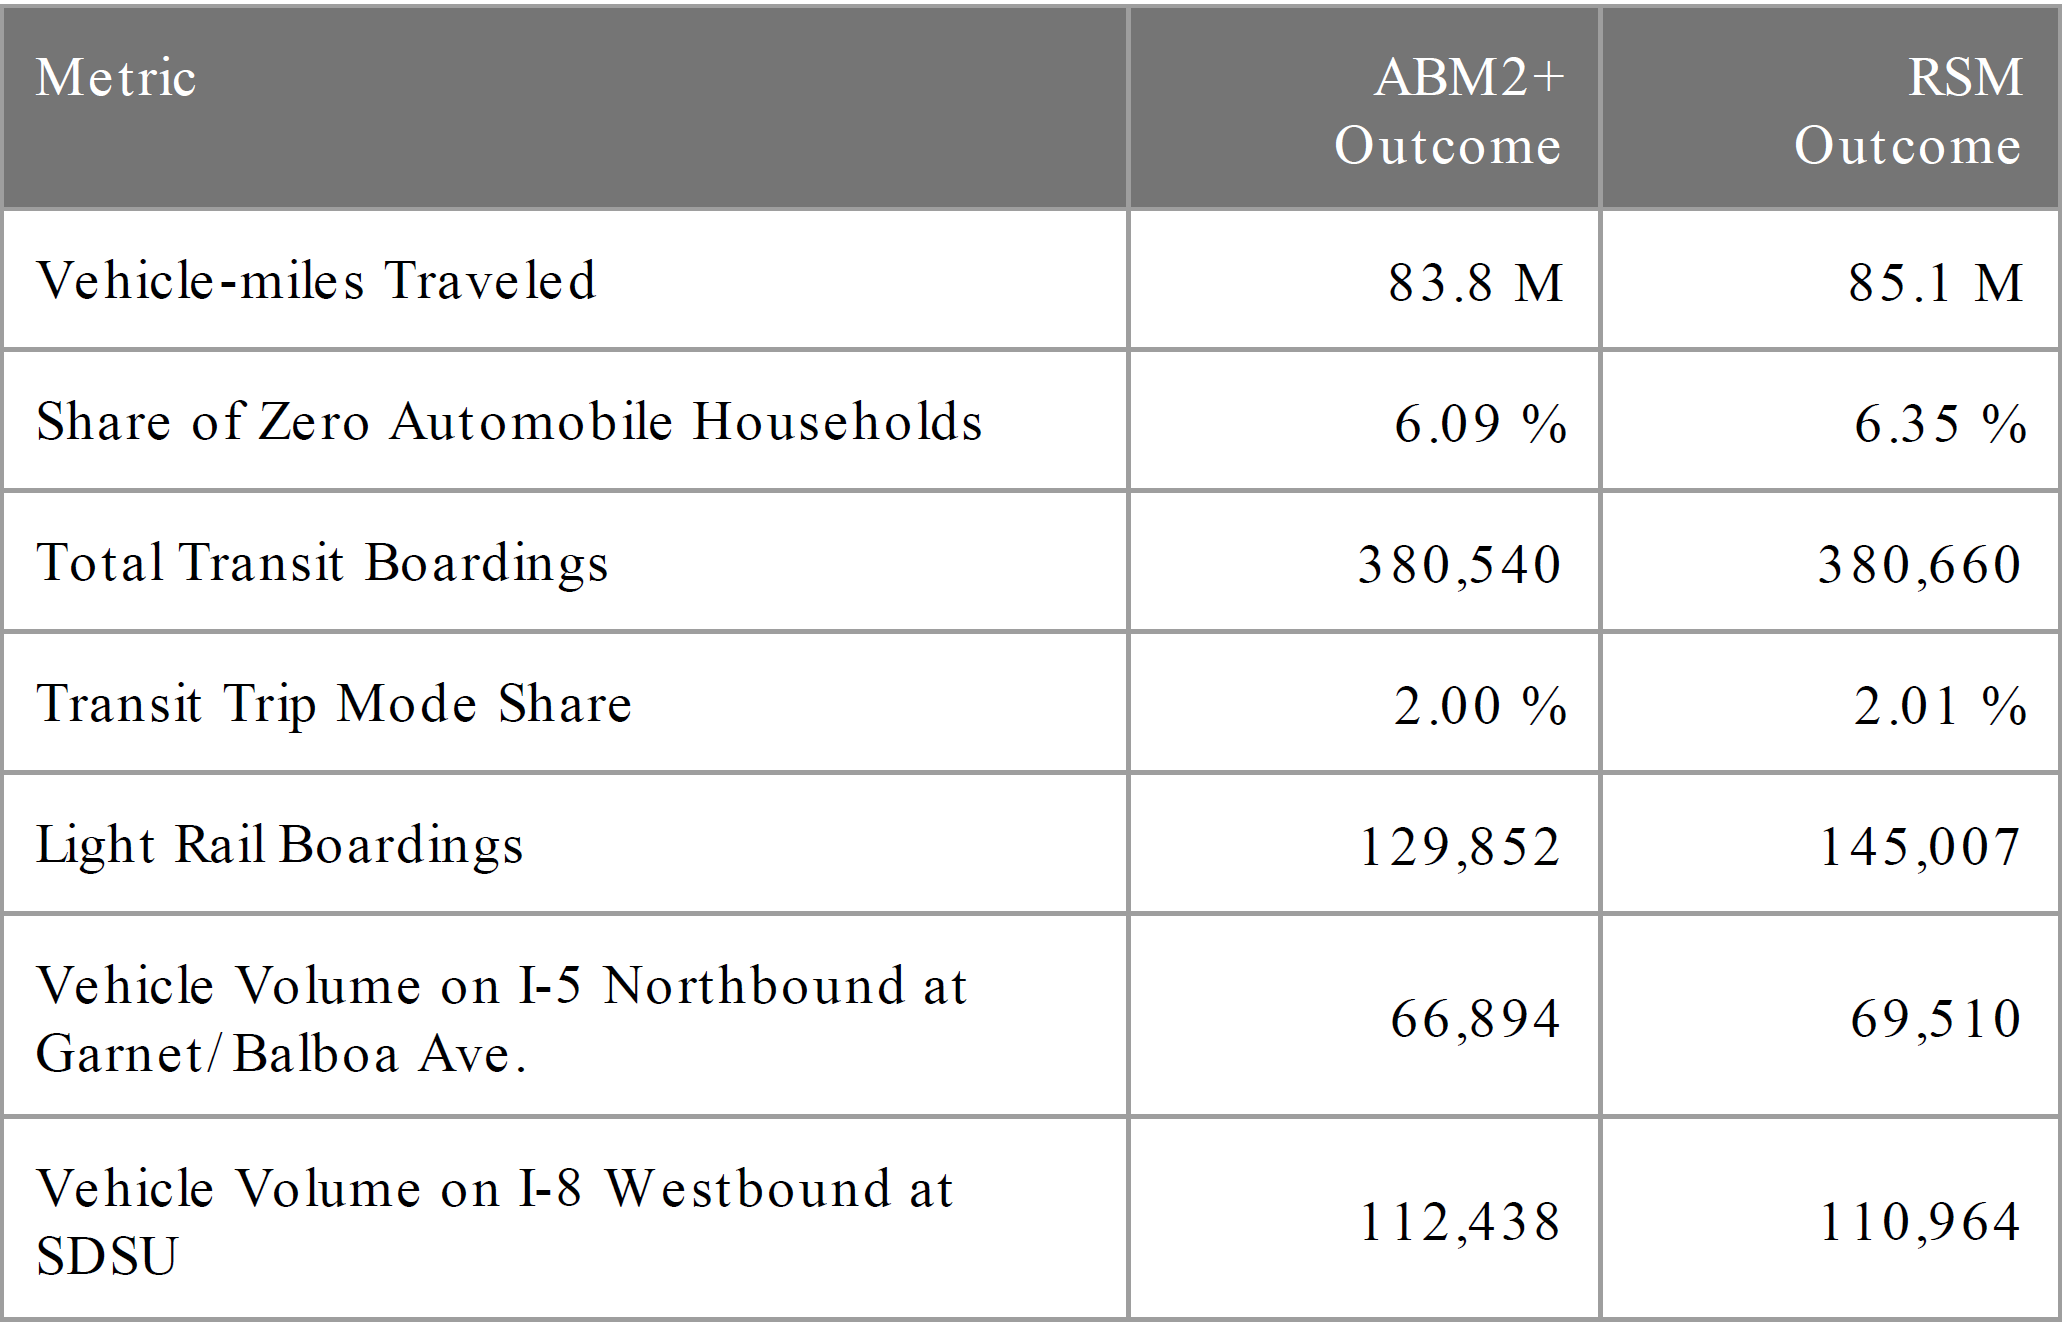 Metric
ABM2+
Outcome
RSM
Outcome
Vehicle-miles Traveled
83.8 M
85.1 M
Share of Zero Automobile Households
6.09 %
6.35 %
Total Transit Boardings
380,540
380,660
Transit Trip Mode Share
2.00 %
2.01 %
Light Rail Boardings
129,852
145,007
Vehicle Volume on I-5 Northbound at
Garnet/Balboa Ave.
66,894
69,510
Vehicle Volume on I-8 Westbound at
SDSU
112,438
110,964